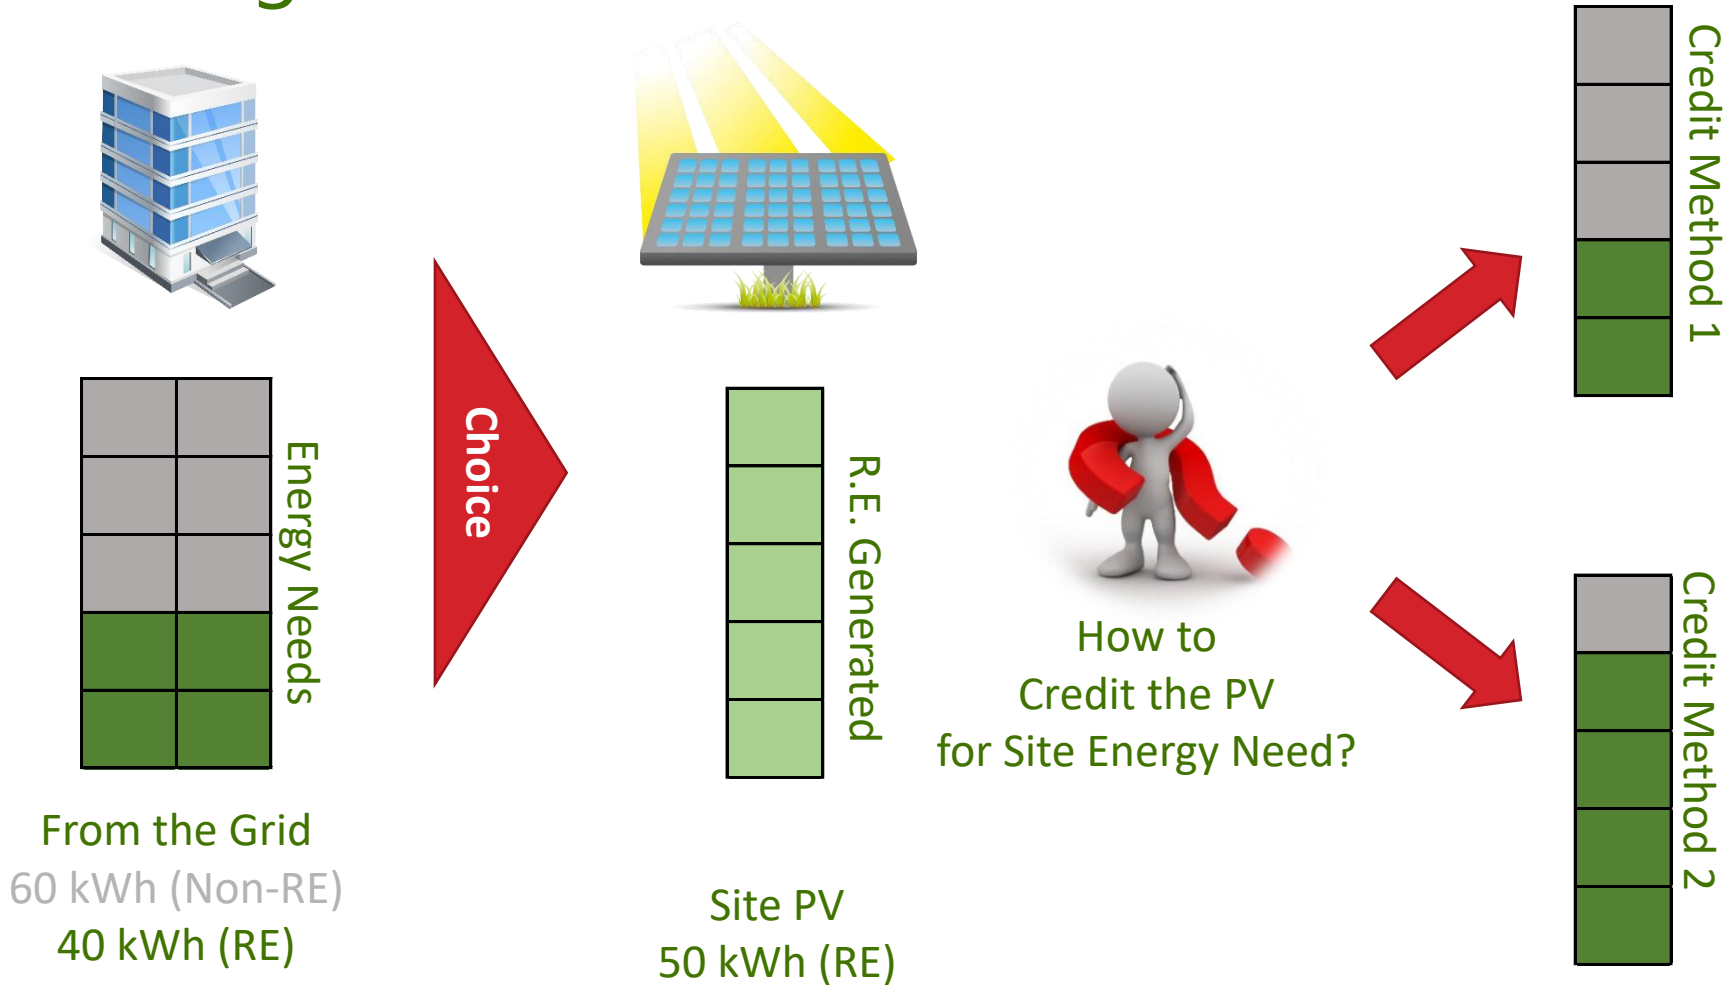 Energy Needs
From the Grid
60 kWh (Non-RE)
40 kWh (RE)
Choice
R.E. Generated
Site PV
50 kWh (RE)
How to
Credit the PV
for Site Energy Need?
Credit Method 1
Credit Method 2